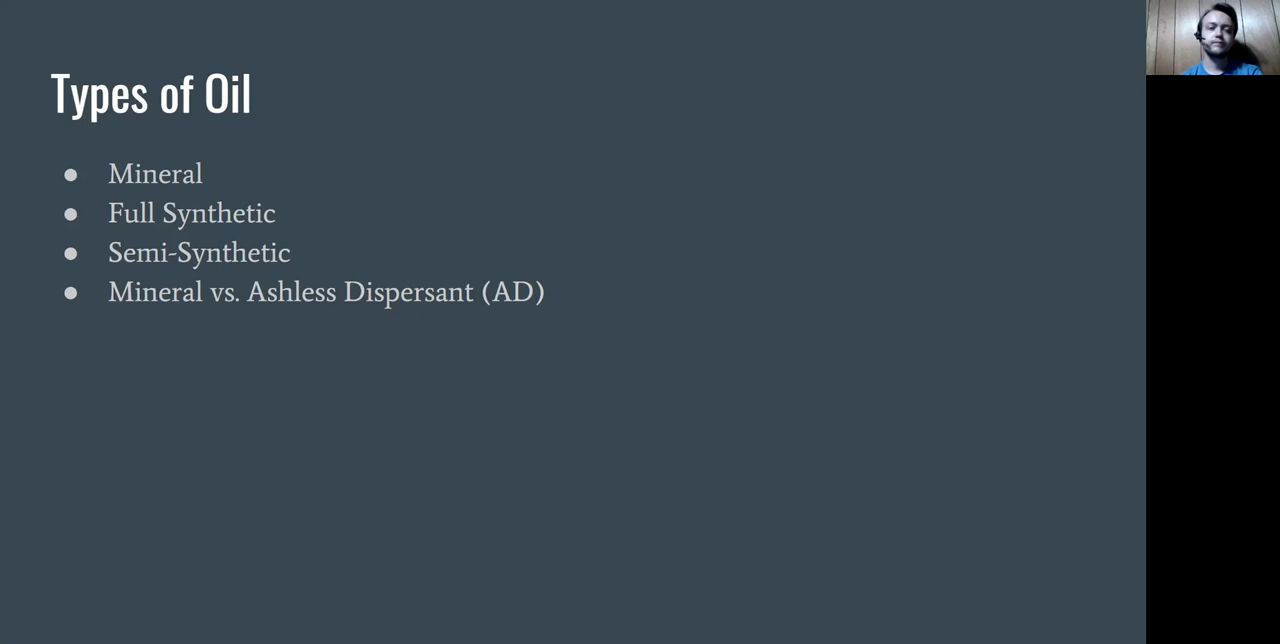 Types of Oil
Mineral
Full Synthetic
Semi-Synthetic
Mineral vs. Ashless Dispersant (AD)